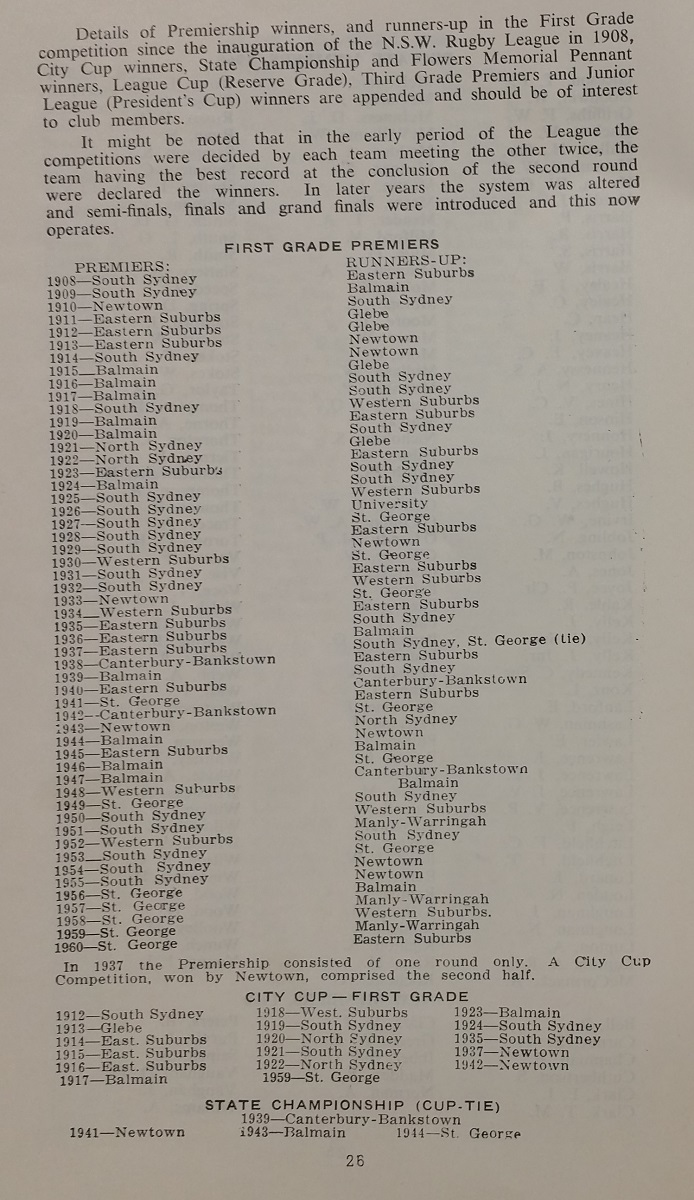 Details of Premiership winners, and runners-up in the First Grade
competition since the inauguration of the N.S.W. Rugby League in 1908,
City Cup winners, State Championship and Flowers Memorial Pennant
winners, League Cup (Reserve Grade), Third Grade Premiers and Junior
League (President's Cup) winners are appended and should be of interest
to club members.
It might be noted that in the early period of the League the
competitions were decided by each team meeting the other twice, the
team having the best record at the conclusion of the second round
were declared the winners. In later years the system was altered
and semi-finals, finals and grand finals were introduced and this now
operates.
FIRST GRADE PREMIERS
PREMIERS:
1908—South Sydney
1909—South Sydney
1910—Newtown
1911—Eastern Suburbs
1912—Eastern Suburbs
1913—Eastern Suburbs
1914—South Sydney
1915—Balmain
1916—Balmain
1917—Balmain
1918—South Sydney
1919—Balmain
1920—Balmain
1921—North Sydney
1922—North Sydney
1923—Eastern Suburbs
1924—Balmain
1925—South Sydney
1926—South Sydney
1927—South Sydney
1928—South Sydney
1929—South Sydney
1930—Western Suburbs
1931—South Sydney
1932—South Sydney
1933—Newtown
1934—Western Suburbs
1935—Eastern Suburbs
1936—Eastern Suburbs
1937—Eastern Suburbs
1938—Canterbury-Bankstown
1939—Balmain
1940—Eastern Suburbs
1941—St. George
1942--Canterbury-Bankstown
1943—Newtown
1944—Balmain
1945—Eastern Suburbs
1946—Balmain
1947—Balmain
1948—Western Suburbs
1949—St. George
1950—South Sydney
1951—South Sydney
1952—Western Suburbs
1953—South Sydney
1954—South Sydney
1955—South Sydney
1956—St. George
1957—St. George
1958—St. George
1959—St. George
1960—St. George
RUNNERS-UP:
Eastern Suburbs
Balmain
South Sydney
Glebe
Glebe
Newtown
Newtown
Glebe
South Sydney
South Sydney
Western Suburbs
Eastern Suburbs
South Sydney
Glebe
Eastern Suburbs
South Sydney
South Sydney
Western Suburbs
University
St. George
Eastern Suburbs
Newtown
St. George
Eastern Suburbs
Western Suburbs
St. George
Eastern Suburbs
South Sydney
Balmain
South Sydney, St. George (tie)
Eastern Suburbs
South Sydney
Canterbury-Bankstown
Eastern Suburbs
St. George
North Sydney
Newtown
Balmain
St. George
Canterbury-Bankstown
Balmain
South Sydney
Western Suburbs
Manly-Warringah
South Sydney
St. George
Newtown
Newtown
Balmain
Manly-Warringah
Western Suburbs.
Manly-Warringah
Eastern Suburbs
In 1937 the Premiership consisted of one round only. A City Cup
Competition, won by Newtown, comprised the second half.
CITY CUP — FIRST GRADE
1912—South Sydney
1913—Glebe
1914—East. Suburbs
1915—East. Suburbs
1916—East. Suburbs
1917—Balmain
1918—West. Suburbs
1919—South Sydney
1920—North Sydney
1921—South Sydney
1922—North Sydney
1959—St. George
1923—Balmain
1924—South Sydney
1935—South Sydney
1937—Newtown
1942—Newtown
STATE CHAMPIONSHIP (CUP-TIE)
1939—Canterbury-Bankstown
1941—Newtown 1943—Balmain 1944—St. George
26